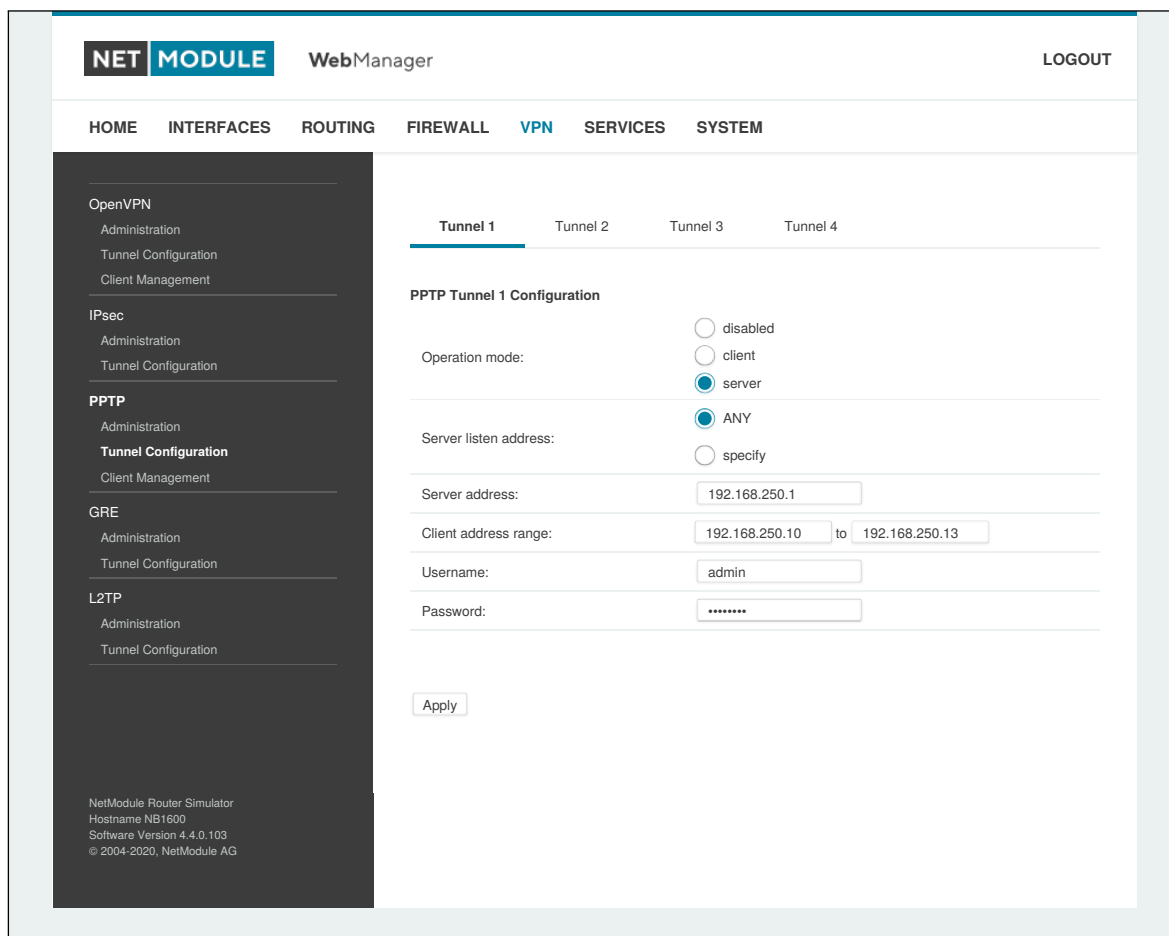 NET MODULE WebManager LOGOUT
HOME INTERFACES ROUTING FIREWALL VPN SERVICES SYSTEM
OpenVPN
Administration
Tunnel Configuration
Client Management
IPsec
Administration
Tunnel Configuration
PPTP
Administration
Tunnel Configuration
Client Management
GRE
Administration
Tunnel Configuration
L2TP
Administration
Tunnel Configuration
NetModule Router Simulator
Hostname NB1600
Software Version 4.4.0.103
© 2004-2020, NetModule AG
Tunnel 1 Tunnel 2 Tunnel 3 Tunnel 4
PPTP Tunnel 1 Configuration
Operation mode:
disabled
client
server
Server listen address:
ANY
specify
Server address: 192.168.250.1
Client address range: 192.168.250.10 to 192.168.250.13
Username: admin
Password: ••••••••
Apply